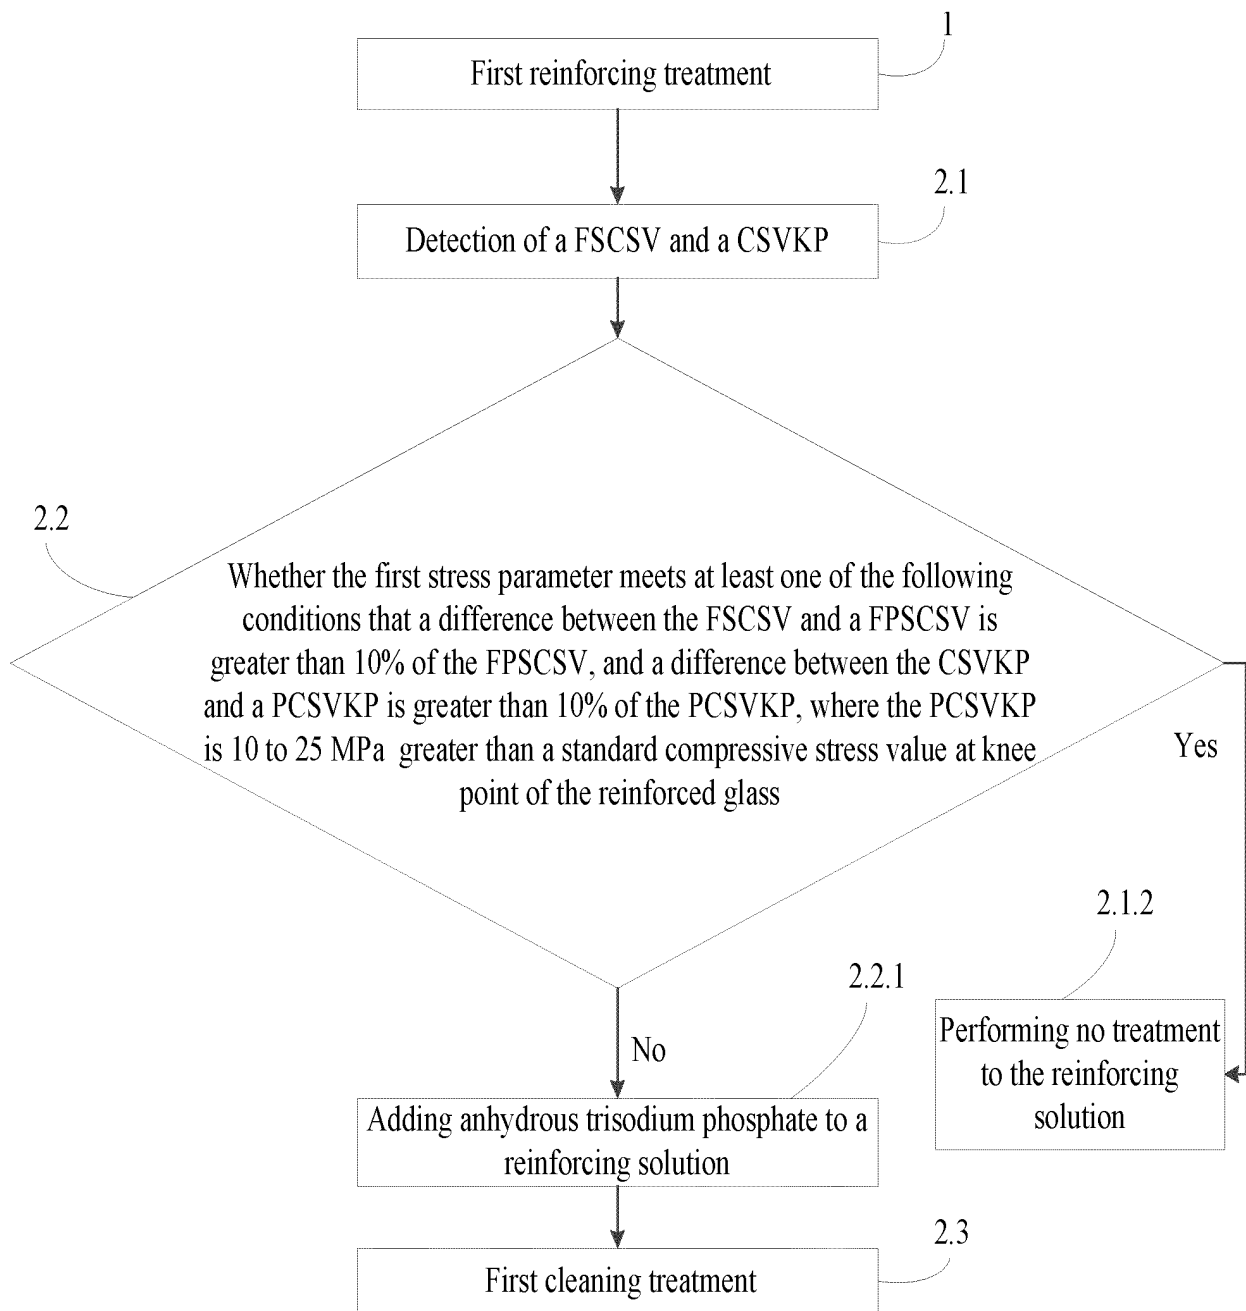 1
First reinforcing treatment
2.1
Detection of a FSCSV and a CSVKP
2.2
Whether the first stress parameter meets at least one of the following
conditions that a difference between the FSCSV and a FPSCSV is
greater than 10% of the FPSCSV, and a difference between the CSVKP
and a PCSVKP is greater than 10% of the PCSVKP, where the PCSVKP
is 10 to 25 MPa greater than a standard compressive stress value at knee
point of the reinforced glass
Yes
2.1.2
Performing no treatment
to the reinforcing
solution
No
2.2.1
Adding anhydrous trisodium phosphate to a
reinforcing solution
2.3
First cleaning treatment